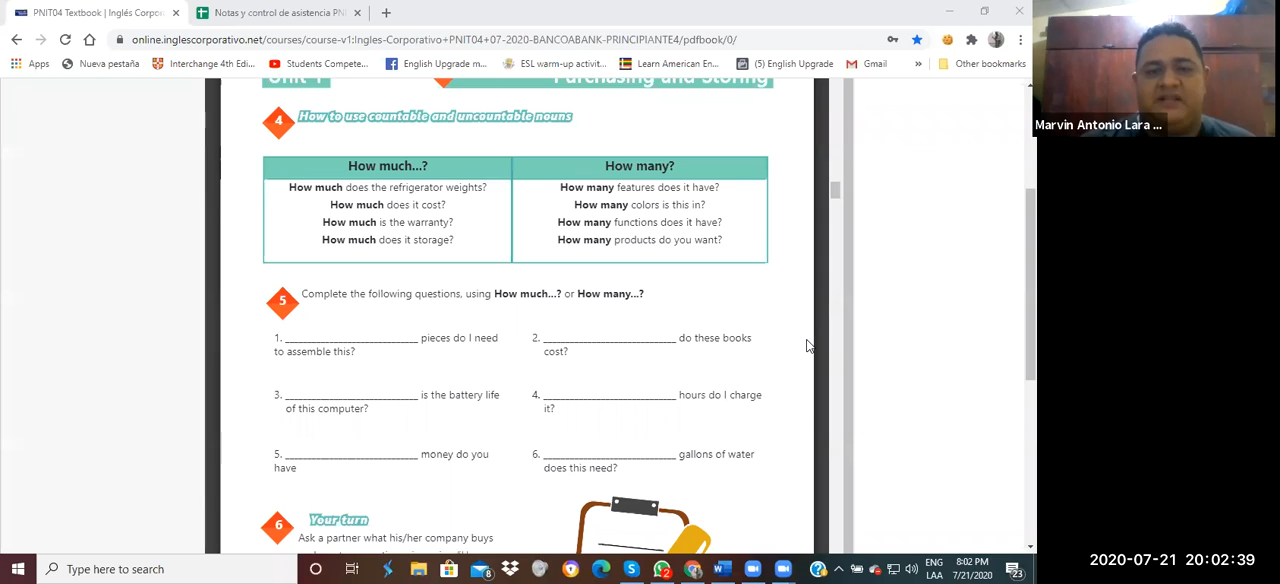 PNIT04 Textbook | Inglés Corpor
Notas y control de asistencia PNI
online.inglescorporativo.net/courses/course-v1:Ingles-Corporativo+PNIT04+07-2020-BANCOABANK-PRINCIPIANTE4/pdfbook/0/
Apps
Nueva pestaña
Interchange 4th Edi...
Students Compete...
English Upgrade m...
ESL warm-up activit...
Learn American En...
(5) English Upgrade
Gmail
»
Other bookmarks
Unit 1
Purchasing and Storing
4 How to use countable and uncountable nouns
How much...?
How many?
How much does the refrigerator weights?
How many features does it have?
How much does it cost?
How many colors is this in?
How much is the warranty?
How many functions does it have?
How much does it storage?
How many products do you want?
5 Complete the following questions, using How much...? or How many...?
1. ______________________ pieces do I need
to assemble this?
2. ______________________ do these books
cost?
3. ______________________ is the battery life
of this computer?
4. ______________________ hours do I charge
it?
5. ______________________ money do you
have
6. ______________________ gallons of water
does this need?
6 Your turn
Ask a partner what his/her company buys
Marvin Antonio Lara ...
Type here to search
8
2
ENG
LAA
8:02 PM
7/21/2020
23
2020-07-21 20:02:39